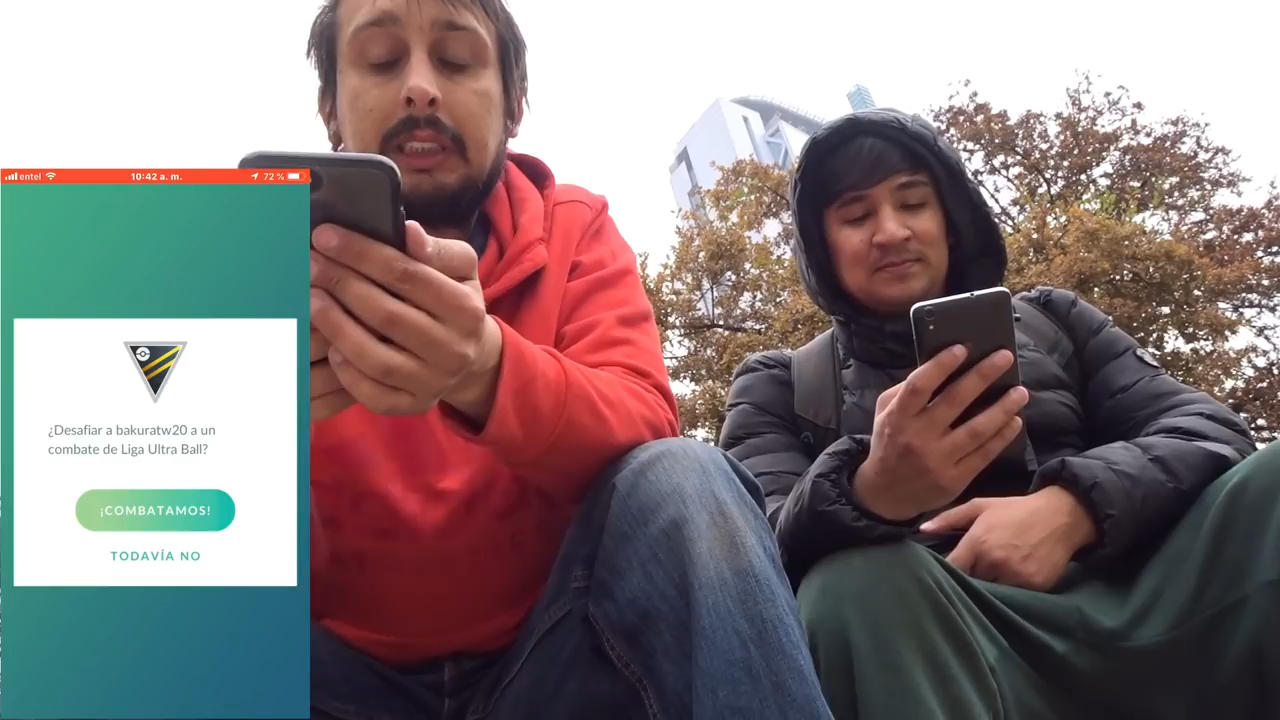 entel 10:42 a. m. 72 %
¿Desafiar a bakuratw20 a un
combate de Liga Ultra Ball?
¡COMBATAMOS!
TODAVÍA NO